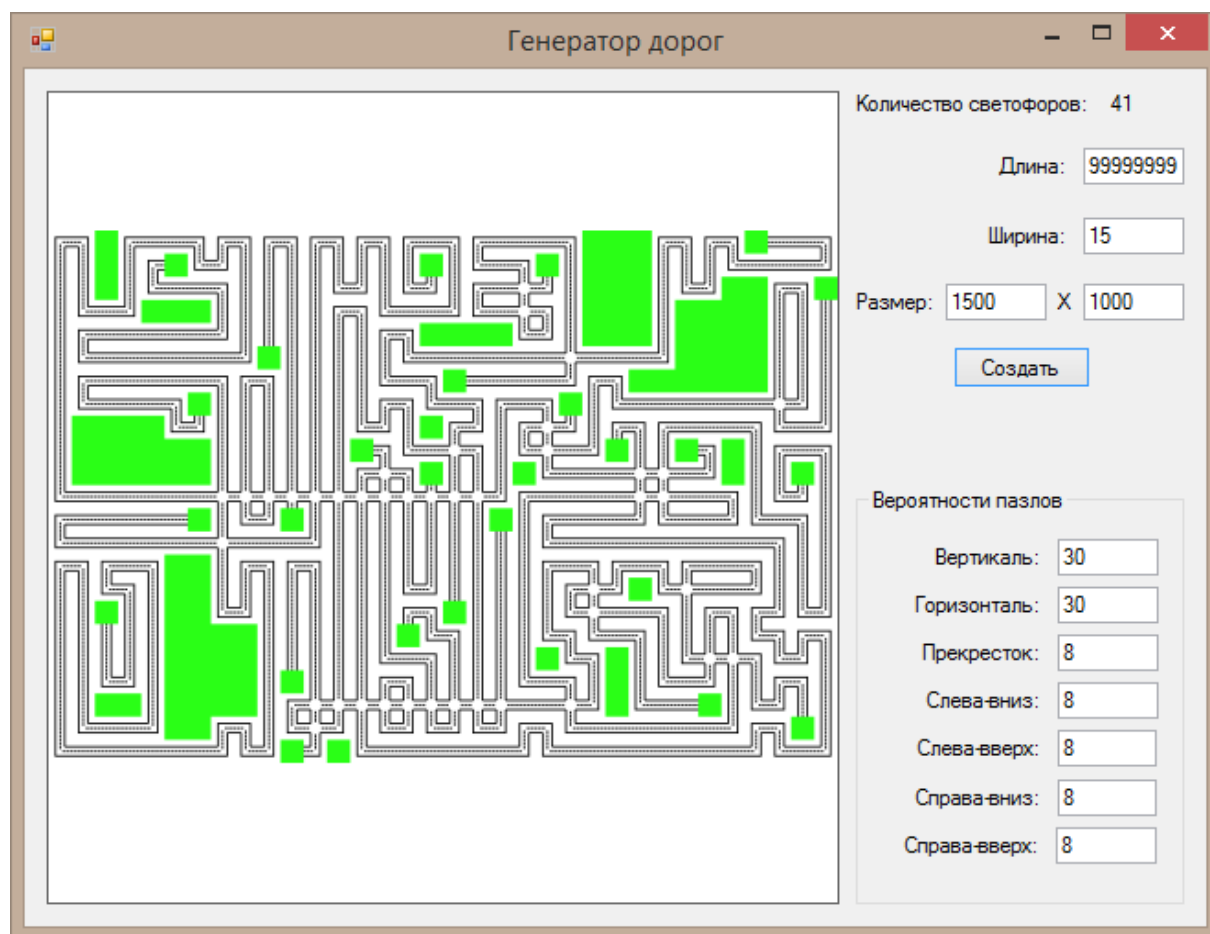 Генератор дорог
Количество светофоров: 41
Длина: 99999999
Ширина: 15
Размер: 1500 X 1000
Создать
Вероятности пазлов
Вертикаль: 30
Горизонталь: 30
Прекресток: 8
Слева-вниз: 8
Слева-вверх: 8
Справа-вниз: 8
Справа-вверх: 8